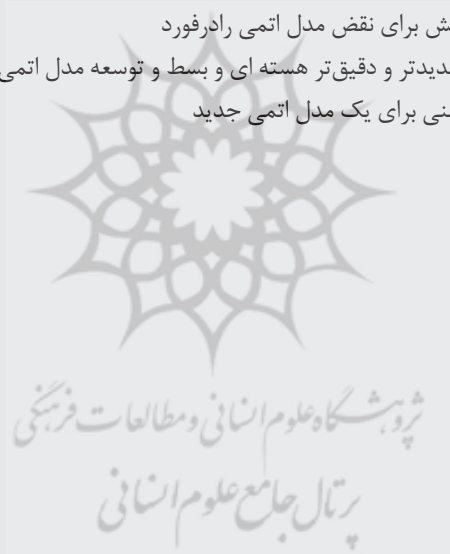 ش برای نقض مدل اتمی رادرفورد
دیدتر و دقیق‌تر هسته ای و بسط و توسعه مدل اتمی
نی برای یک مدل اتمی جدید
پژوهشگاه علوم انسانی و مطالعات فرهنگی
پرتال جامع علوم انسانی